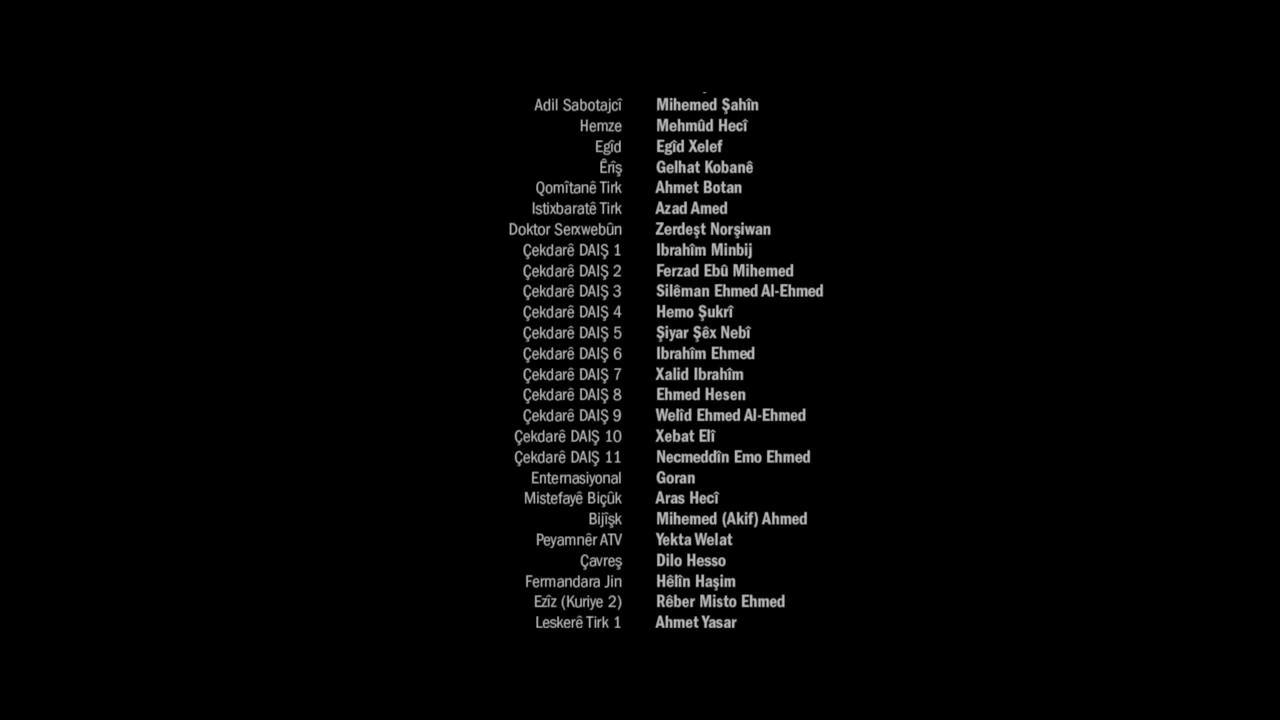 Adil Sabotajcî Mihemed Şahîn
Hemze Mehmûd Hecî
Egîd Egîd Xelef
Êrîş Gelhat Kobanê
Qomîtanê Tirk Ahmet Botan
Istixbaratê Tirk Azad Amed
Doktor Serxwebûn Zerdeşt Norşiwan
Çekdarê DAIŞ 1 Ibrahîm Minbij
Çekdarê DAIŞ 2 Ferzad Ebû Mihemed
Çekdarê DAIŞ 3 Silêman Ehmed Al-Ehmed
Çekdarê DAIŞ 4 Hemo Şukrî
Çekdarê DAIŞ 5 Şiyar Şêx Nebî
Çekdarê DAIŞ 6 Ibrahîm Ehmed
Çekdarê DAIŞ 7 Xalid Ibrahîm
Çekdarê DAIŞ 8 Ehmed Hesen
Çekdarê DAIŞ 9 Welîd Ehmed Al-Ehmed
Çekdarê DAIŞ 10 Xebat Elî
Çekdarê DAIŞ 11 Necmeddîn Emo Ehmed
Enternasiyonal Goran
Mistefayê Biçûk Aras Hecî
Bijîşk Mihemed (Akif) Ahmed
Peyamnêr ATV Yekta Welat
Çavreş Dilo Hesso
Fermandara Jin Hêlîn Haşim
Ezîz (Kuriye 2) Rêber Misto Ehmed
Leskerê Tirk 1 Ahmet Yasar